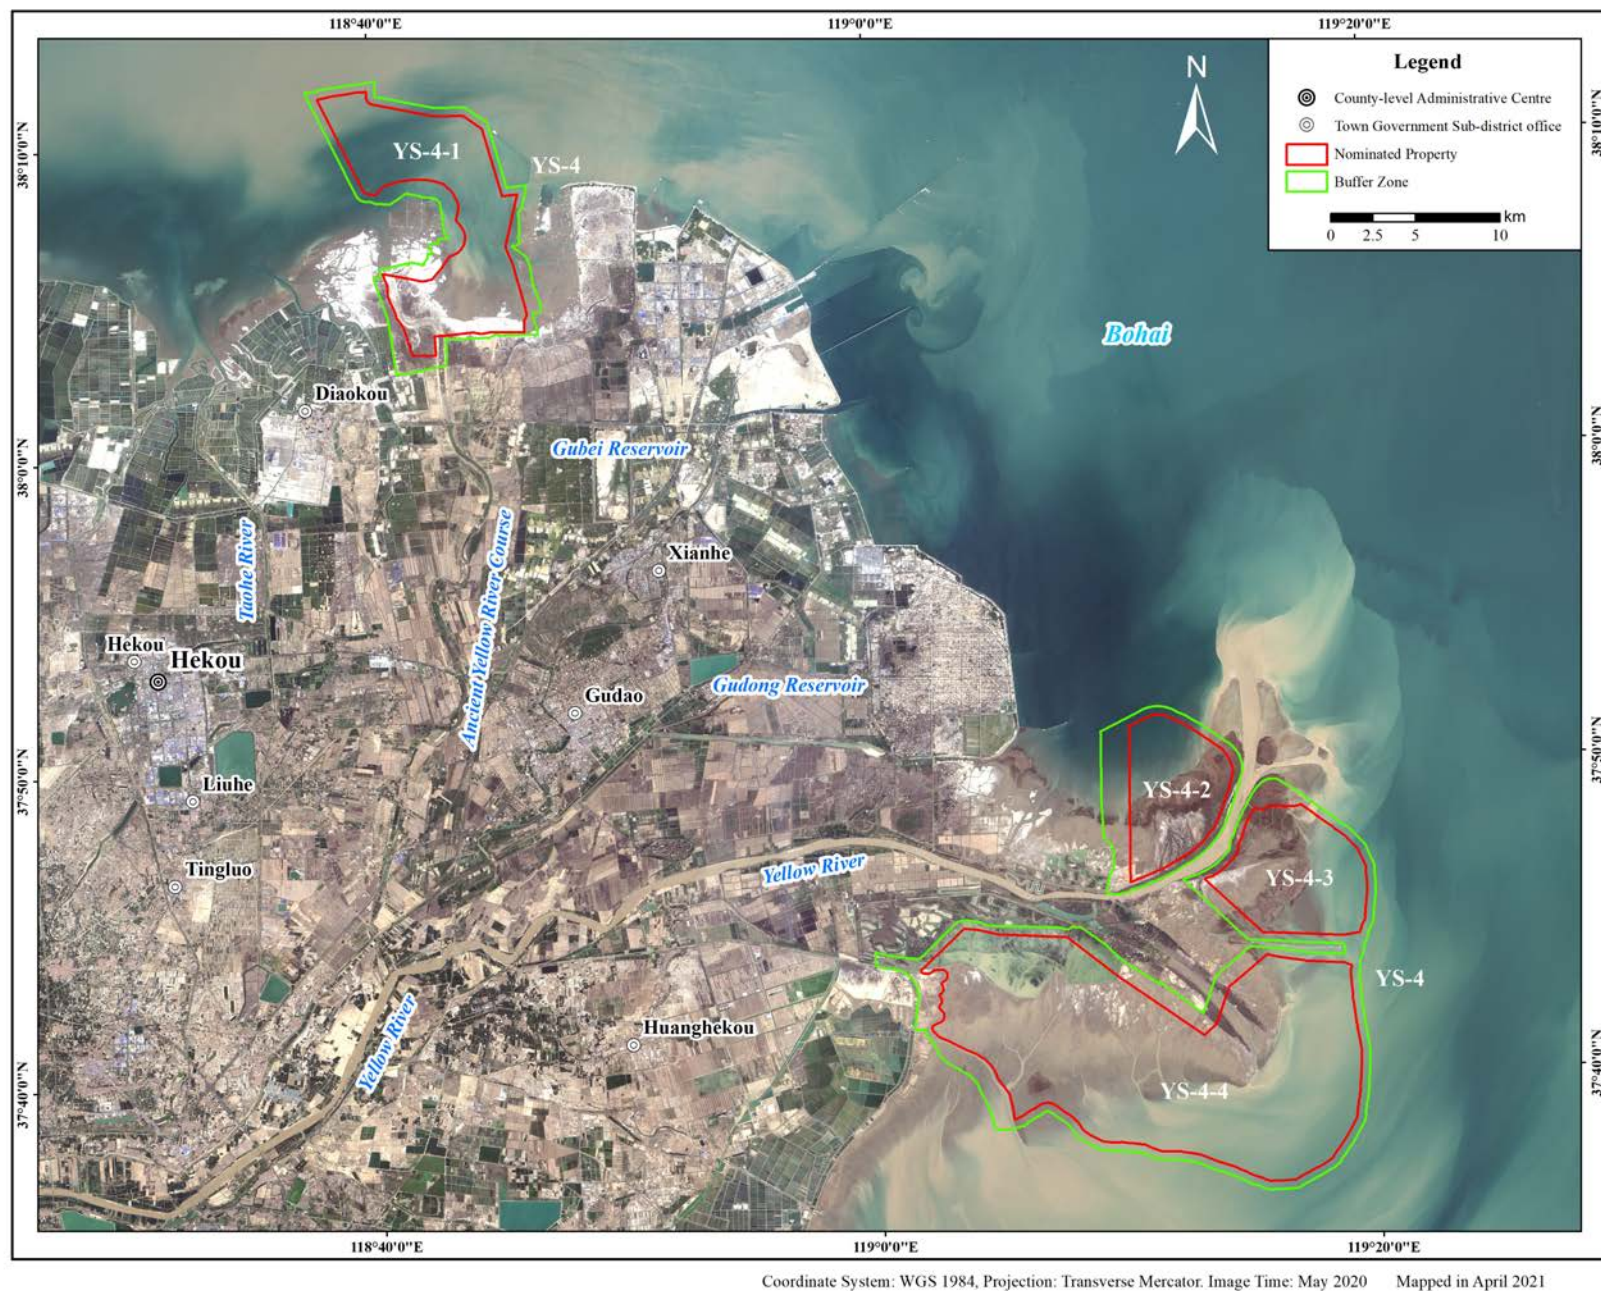 118°40'0"E
119°0'0"E
119°20'0"E
38°10'0"N
38°10'0"N
N
Legend
County-level Administrative Centre
Town Government Sub-district office
Nominated Property
Buffer Zone
km
0 2.5 5 10
YS-4-1
YS-4
Bohai
Diaokou
Gubei Reservoir
38°0'0"N
38°0'0"N
Taohe River
Ancient Yellow River Course
Xianhe
Hekou
Hekou
Gudao
Gudong Reservoir
37°50'0"N
37°50'0"N
Liuhe
YS-4-2
Tingluo
Yellow River
YS-4-3
YS-4
Yellow River
Huanghekou
YS-4-4
37°40'0"N
37°40'0"N
118°40'0"E
119°0'0"E
119°20'0"E
Coordinate System: WGS 1984, Projection: Transverse Mercator. Image Time: May 2020 Mapped in April 2021